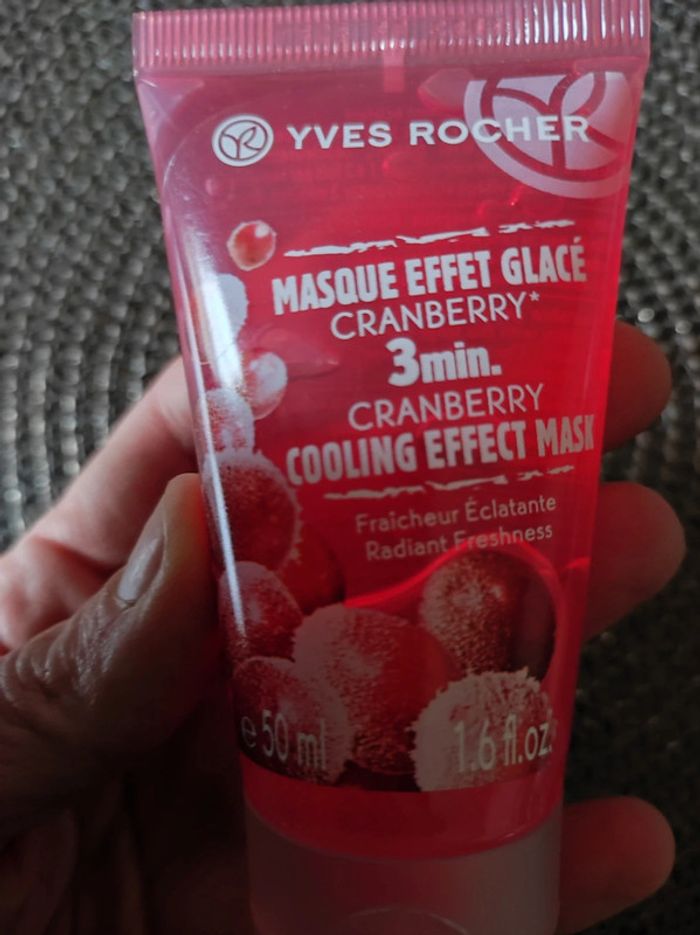 YVES ROCHER
MASQUE EFFET GLACÉ
CRANBERRY*
3min.
CRANBERRY
COOLING EFFECT MASK
Fraîcheur Éclatante
Radiant Freshness
e 50 ml 1.6 fl.oz.